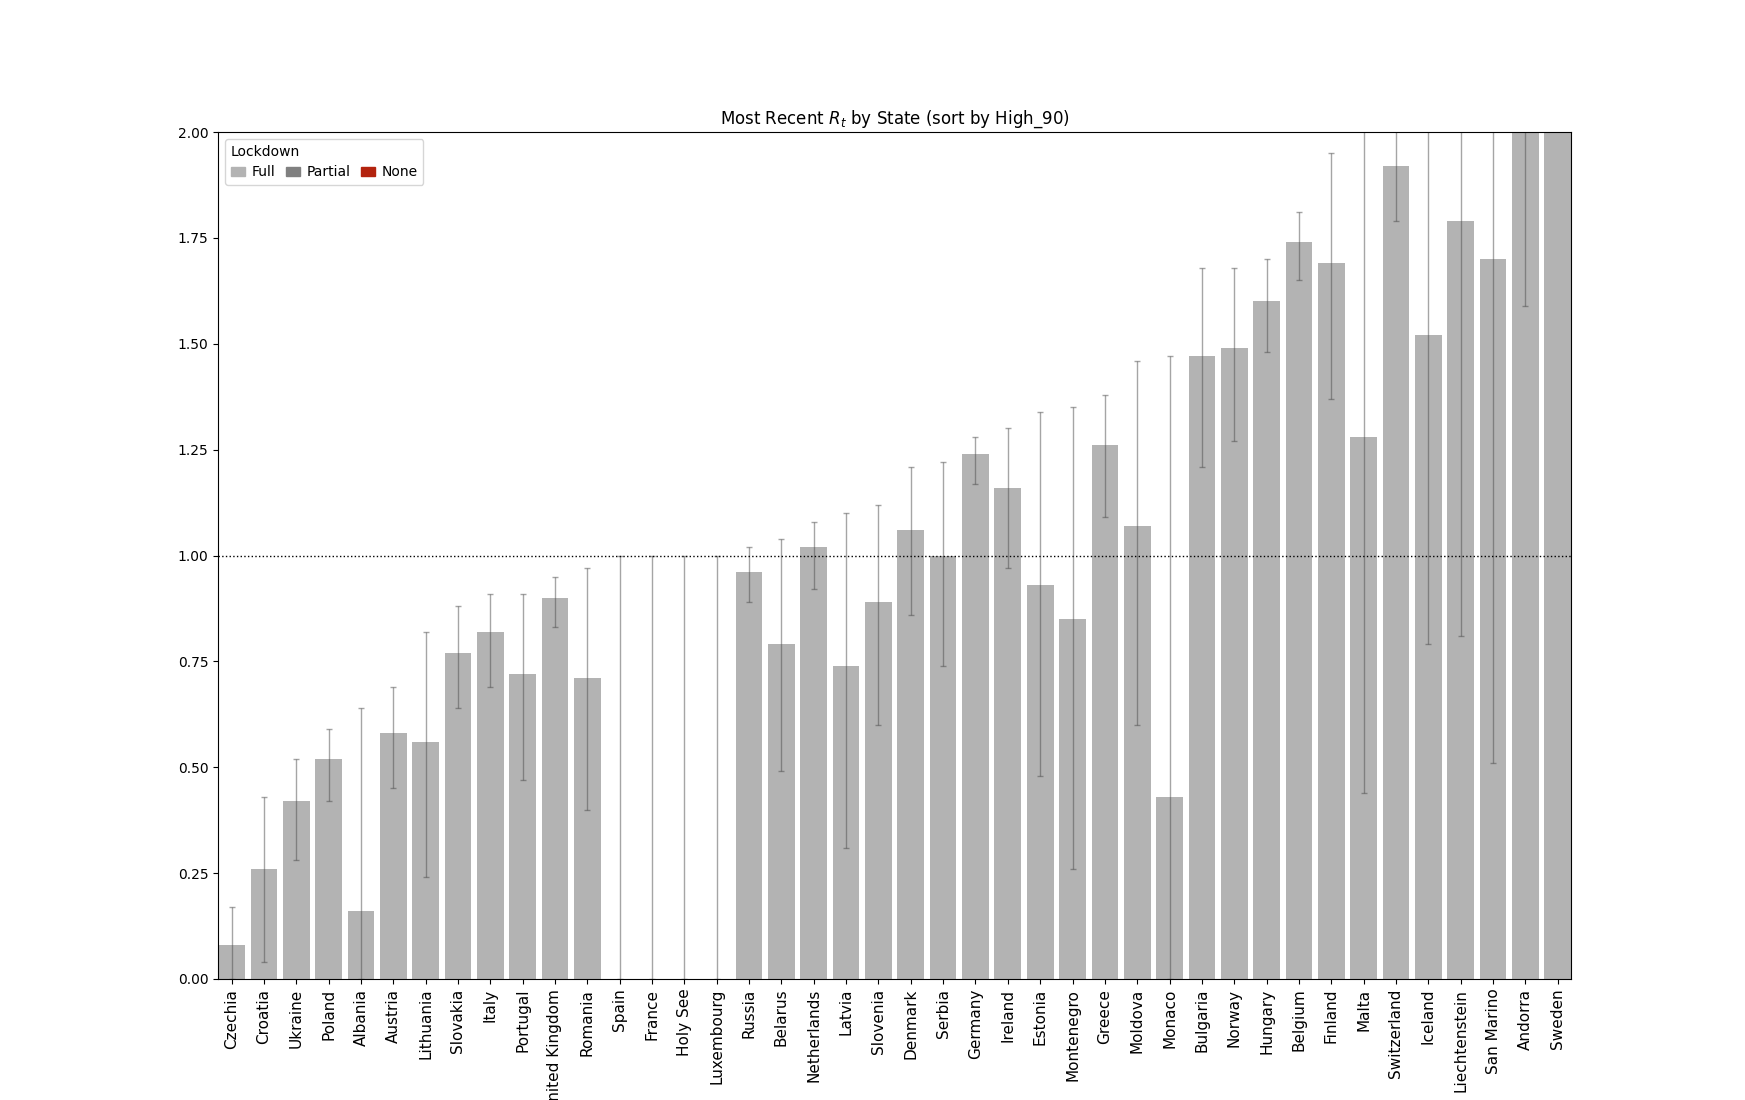 Most Recent R_t by State (sort by High_90)
Lockdown
Full Partial None
2.00
1.75
1.50
1.25
1.00
0.75
0.50
0.25
0.00
Czechia
Croatia
Ukraine
Poland
Albania
Austria
Lithuania
Slovakia
Italy
Portugal
nited Kingdom
Romania
Spain
France
Holy See
Luxembourg
Russia
Belarus
Netherlands
Latvia
Slovenia
Denmark
Serbia
Germany
Ireland
Estonia
Montenegro
Greece
Moldova
Monaco
Bulgaria
Norway
Hungary
Belgium
Finland
Malta
Switzerland
Iceland
Liechtenstein
San Marino
Andorra
Sweden